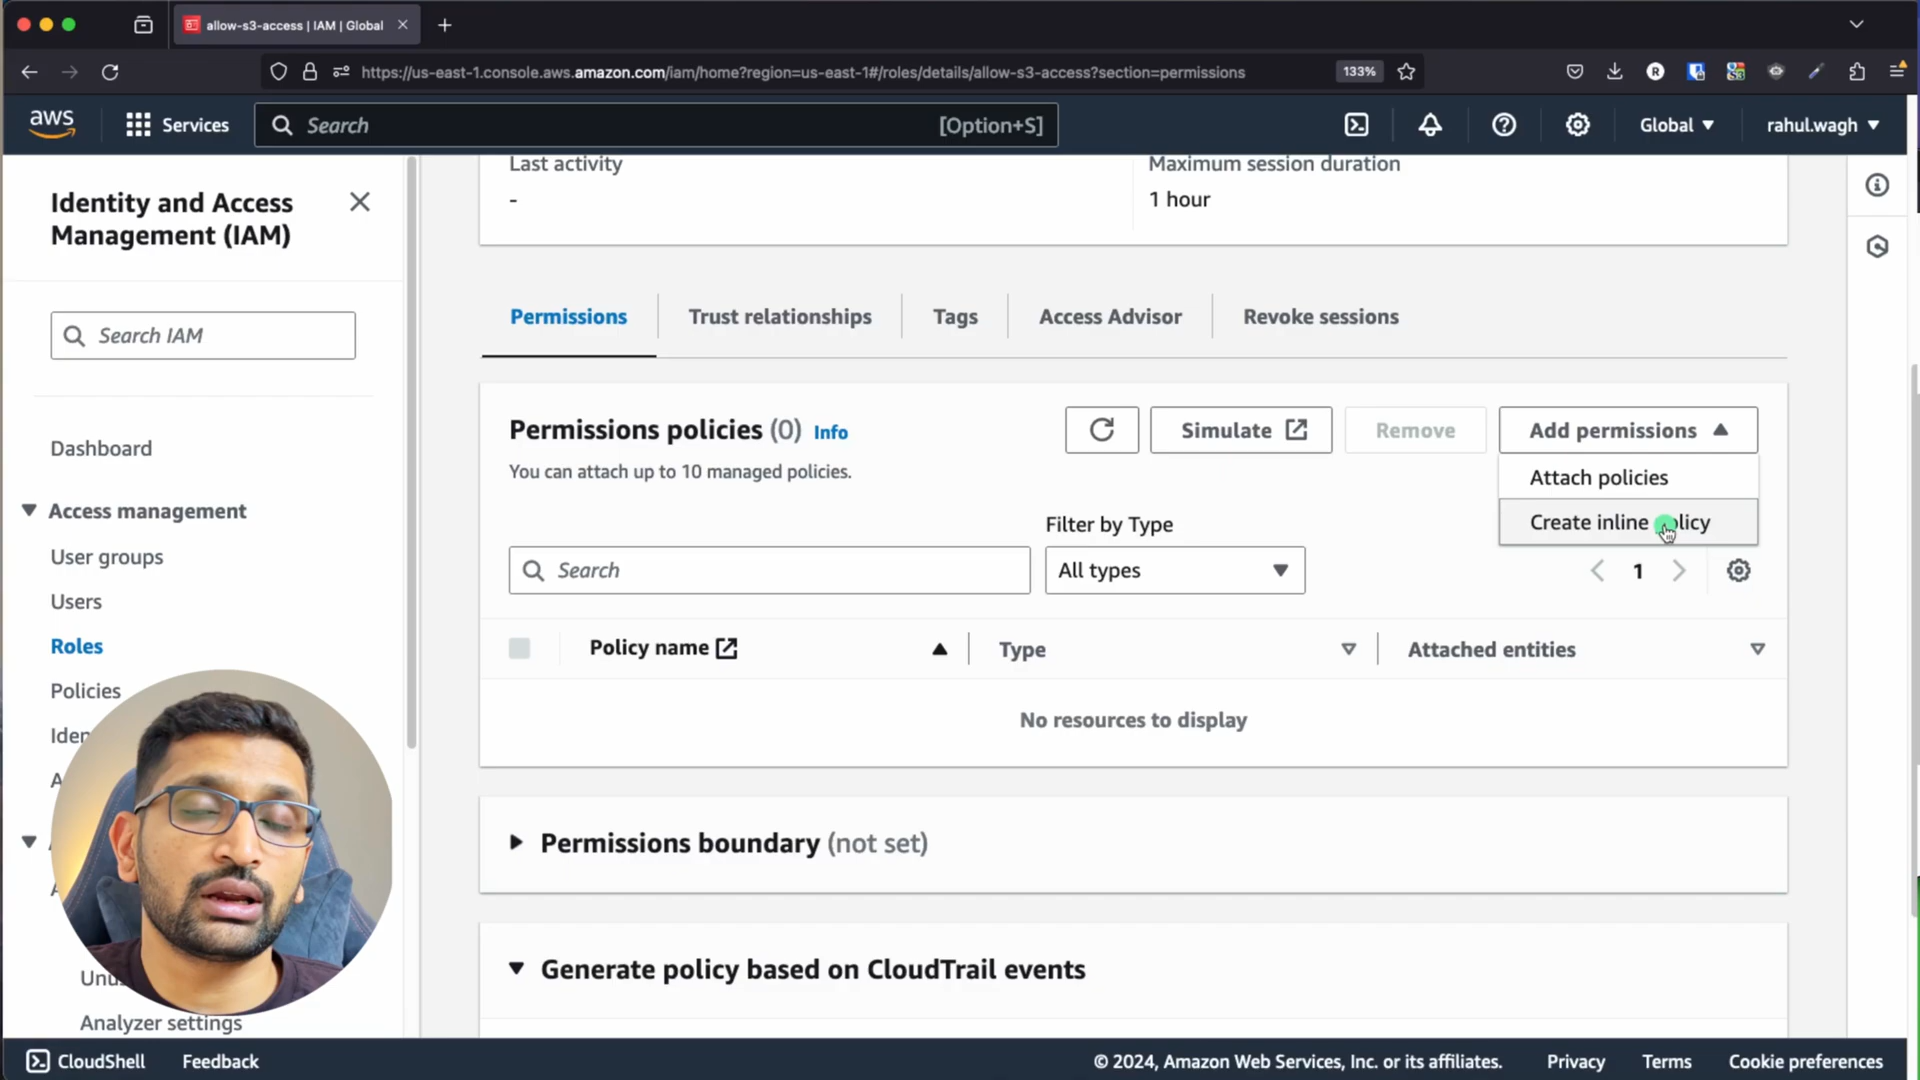 allow-s3-access | IAM | Global
https://us-east-1.console.aws.amazon.com/iam/home?region=us-east-1#/roles/details/allow-s3-access?section=permissions
133%
R
aws
Services
Search
[Option+S]
Global
rahul.wagh
Identity and Access
Management (IAM)
Search IAM
Dashboard
Access management
User groups
Users
Roles
Policies
Analyzer settings
Last activity
-
Maximum session duration
1 hour
Permissions
Trust relationships
Tags
Access Advisor
Revoke sessions
Permissions policies (0) Info
You can attach up to 10 managed policies.
Simulate
Remove
Add permissions
Attach policies
Create inline policy
Filter by Type
Search
All types
1
Policy name
Type
Attached entities
No resources to display
Permissions boundary (not set)
Generate policy based on CloudTrail events
CloudShell
Feedback
© 2024, Amazon Web Services, Inc. or its affiliates.
Privacy
Terms
Cookie preferences